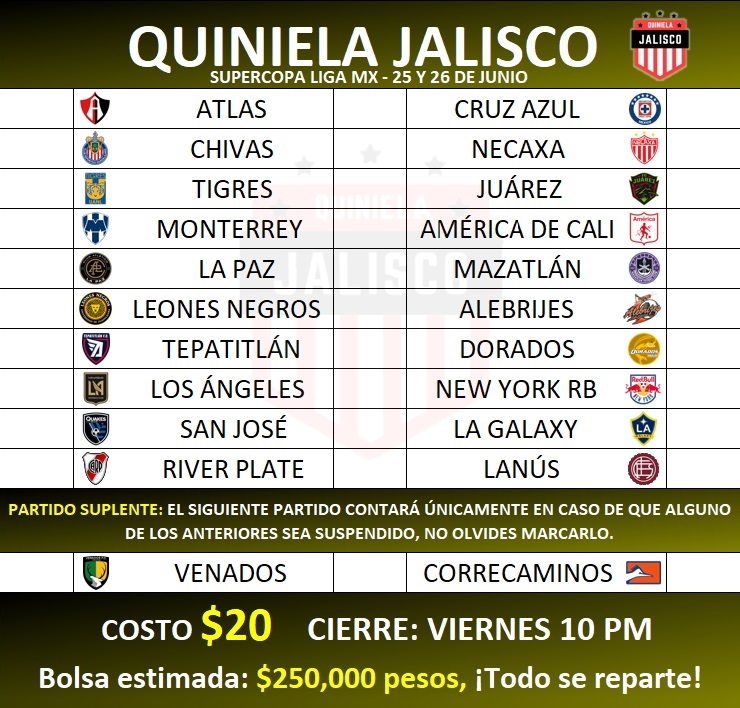 QUINIELA JALISCO
SUPERCOPA LIGA MX - 25 Y 26 DE JUNIO
QUINIELA
JALISCO
ATLAS CRUZ AZUL
CHIVAS NECAXA
TIGRES JUÁREZ
MONTERREY AMÉRICA DE CALI
LA PAZ MAZATLÁN
LEONES NEGROS ALEBRIJES
TEPATITLÁN DORADOS
LOS ÁNGELES NEW YORK RB
SAN JOSÉ LA GALAXY
RIVER PLATE LANÚS
QUINIELA
JALISCO
PARTIDO SUPLENTE: EL SIGUIENTE PARTIDO CONTARÁ ÚNICAMENTE EN CASO DE QUE ALGUNO
DE LOS ANTERIORES SEA SUSPENDIDO, NO OLVIDES MARCARLO.
VENADOS CORRECAMINOS
COSTO $20 CIERRE: VIERNES 10 PM
Bolsa estimada: $250,000 pesos, ¡Todo se reparte!